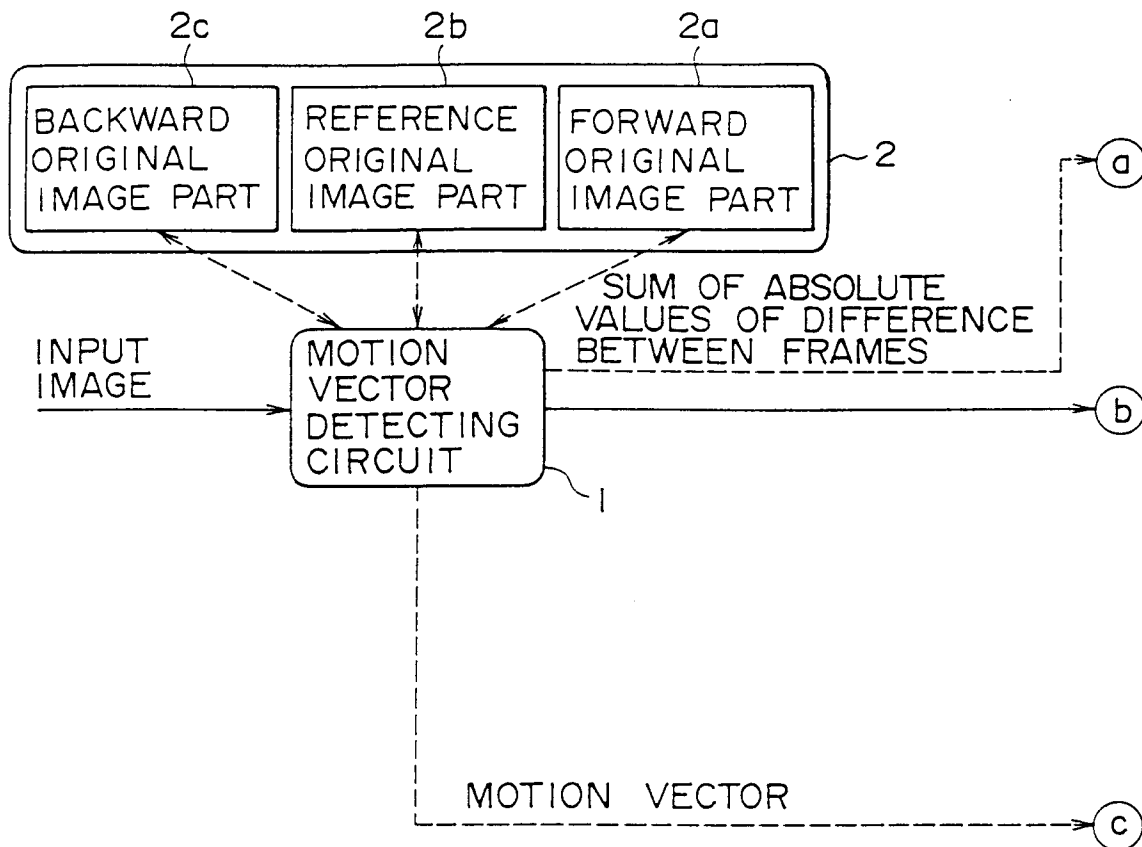 2c
2b
2a
BACKWARD
ORIGINAL
IMAGE PART
REFERENCE
ORIGINAL
IMAGE PART
FORWARD
ORIGINAL
IMAGE PART
2
a
SUM OF ABSOLUTE
VALUES OF DIFFERENCE
BETWEEN FRAMES
INPUT
IMAGE
MOTION
VECTOR
DETECTING
CIRCUIT
b
1
MOTION VECTOR
c